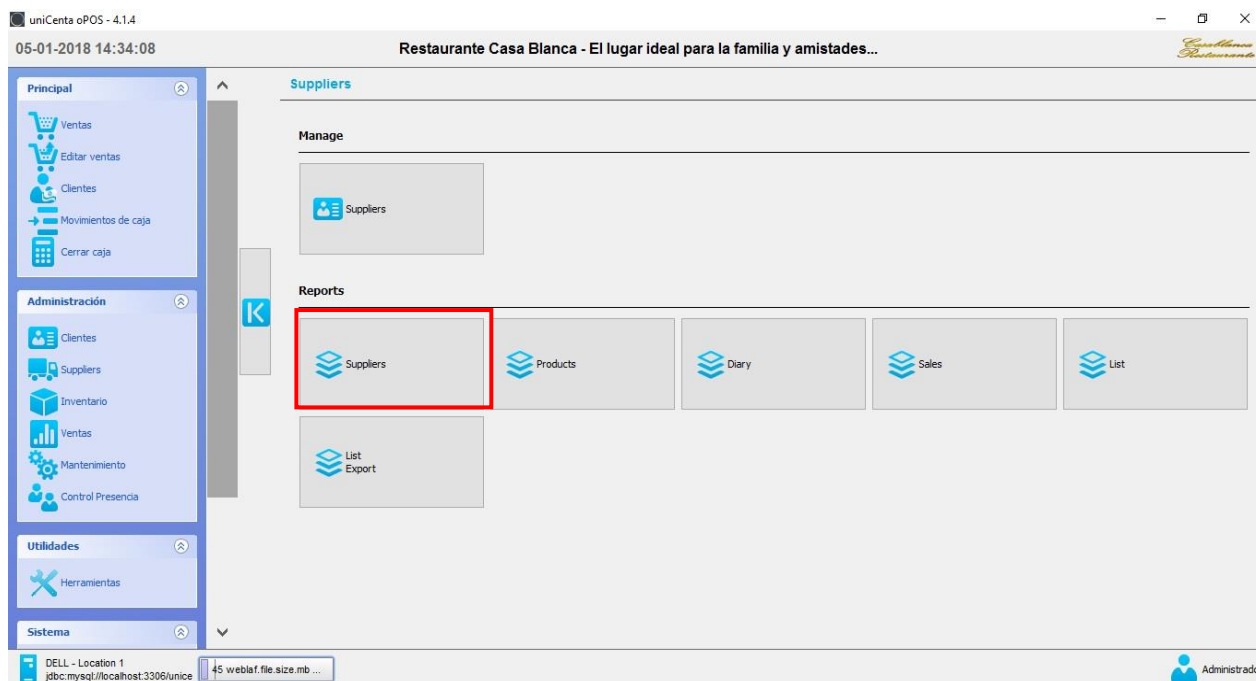 uniCenta oPOS - 4.1.4
05-01-2018 14:34:08
Restaurante Casa Blanca - El lugar ideal para la familia y amistades...
Casablanca
Restaurante
Principal
Ventas
Editar ventas
Clientes
Movimientos de caja
Cerrar caja
Administración
Clientes
Suppliers
Inventario
Ventas
Mantenimiento
Control Presencia
Utilidades
Herramientas
Sistema
Suppliers
Manage
Suppliers
Reports
Suppliers
Products
Diary
Sales
List
List
Export
DELL - Location 1
jdbc:mysql://localhost:3306/unice
45 weblaf.file.size.mb ...
Administrado